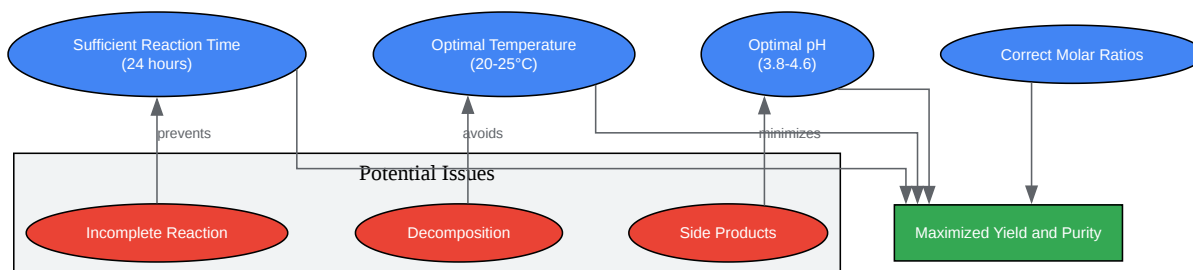 Sufficient Reaction Time
(24 hours)
Optimal Temperature
(20-25°C)
Optimal pH
(3.8-4.6)
Correct Molar Ratios
prevents
avoids
minimizes
Potential Issues
Incomplete Reaction
Decomposition
Side Products
Maximized Yield and Purity